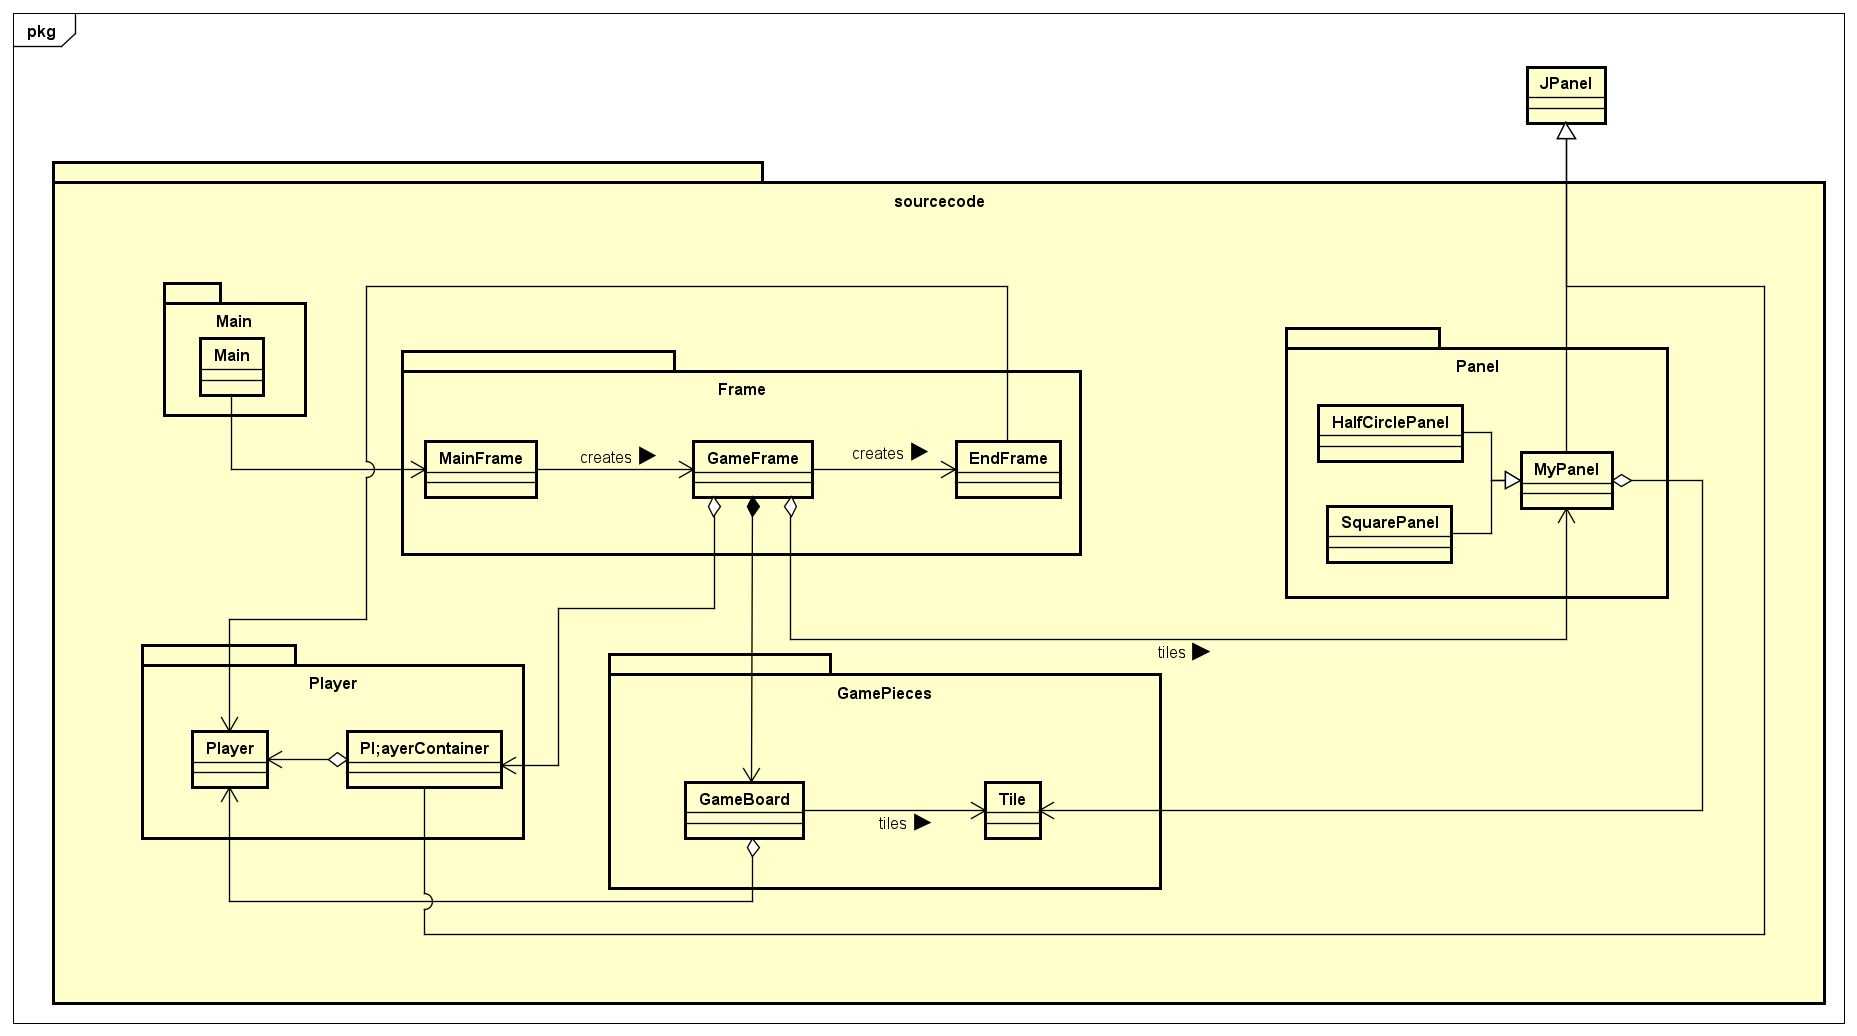 pkg
JPanel
sourcecode
Main
Main
Frame
MainFrame
creates
GameFrame
creates
EndFrame
Panel
HalfCirclePanel
MyPanel
SquarePanel
tiles
Player
Player
Pl;ayerContainer
GamePieces
GameBoard
tiles
Tile